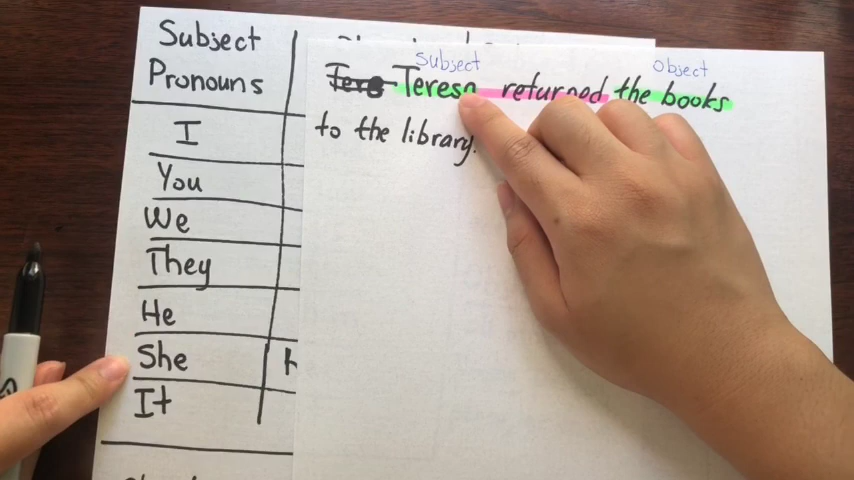 Subject
Pronouns
I
You
We
They
He
She
It
Subject
object
Teresa returned the books
to the library.